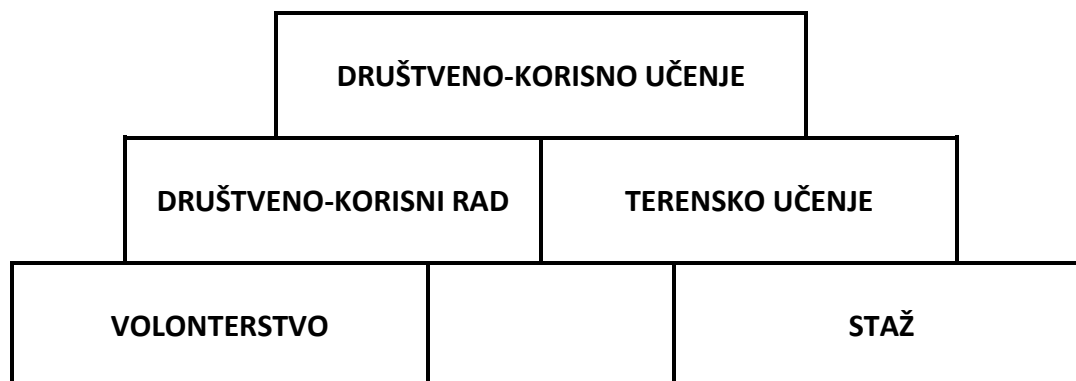 DRUŠTVENO-KORISNO UČENJE
DRUŠTVENO-KORISNI RAD
TERENSKO UČENJE
VOLONTERSTVO
STAŽ